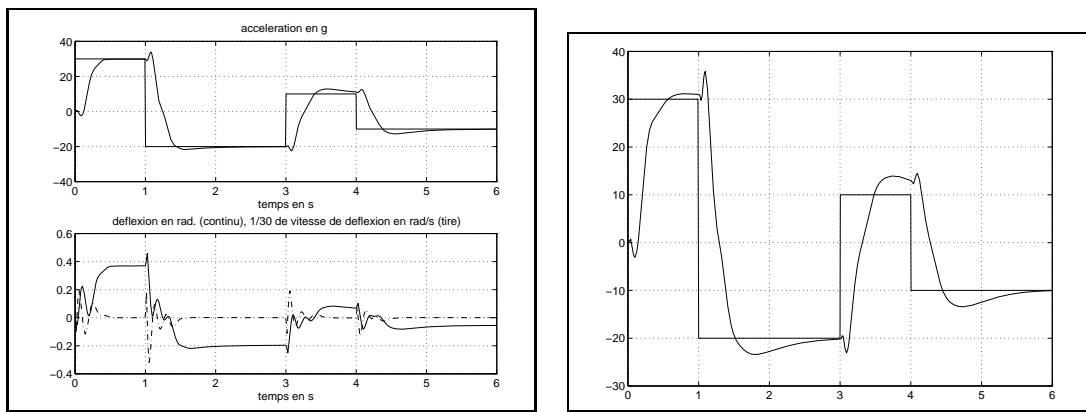 acceleration en g
40
20
0
−20
−40
0 1 2 3 4 5 6
temps en s
deflexion en rad. (continu), 1/30 de vitesse de deflexion en rad/s (tire)
0.6
0.4
0.2
0
−0.2
−0.4
0 1 2 3 4 5 6
temps en s
40
30
20
10
0
−10
−20
−30
0 1 2 3 4 5 6